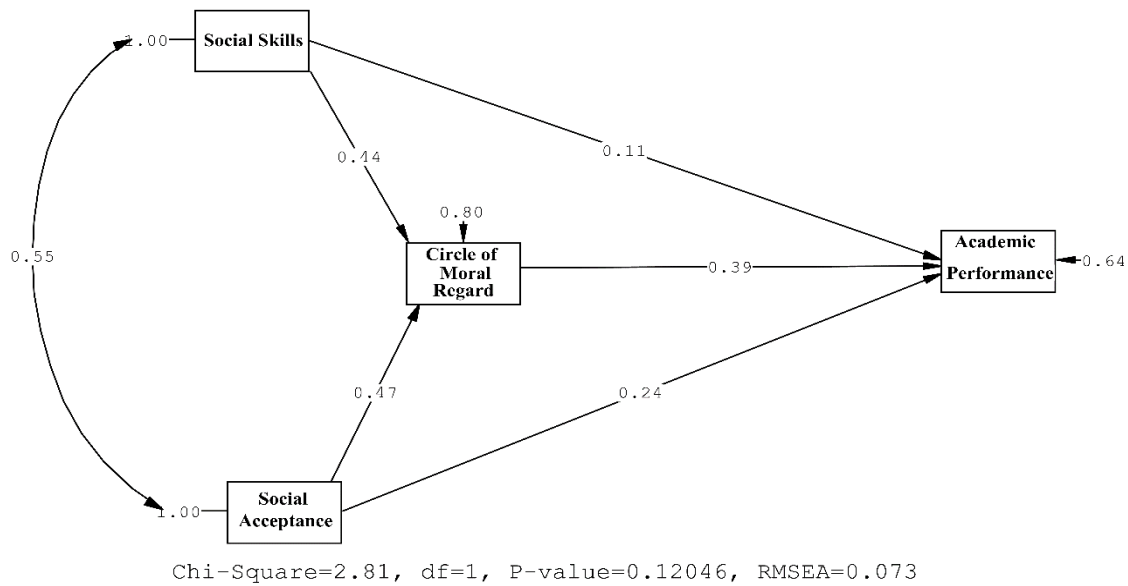 1.00
Social Skills
0.11
0.44
0.80
Circle of
Moral
Regard
Academic
Performance
0.64
0.55
0.39
0.47
0.24
Social
Acceptance
1.00
Chi-Square=2.81, df=1, P-value=0.12046, RMSEA=0.073